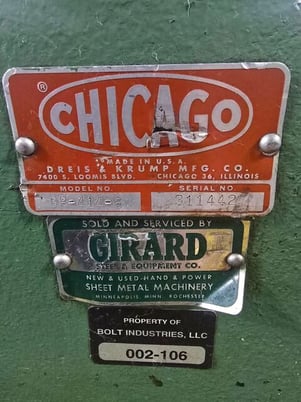 ®
CHICAGO
MADE IN U.S.A.
DREIS & KRUMP MFG. CO.
7400 S. LOOMIS BLVD. CHICAGO 36, ILLINOIS
MODEL NO. SERIAL NO.
SOLD AND SERVICED BY
GIRARD
& EQUIPMENT CO.
NEW & USED-HAND & POWER
SHEET METAL MACHINERY
MINNEAPOLIS, MINN. ROCHESTER
PROPERTY OF
BOLT INDUSTRIES, LLC
002-106